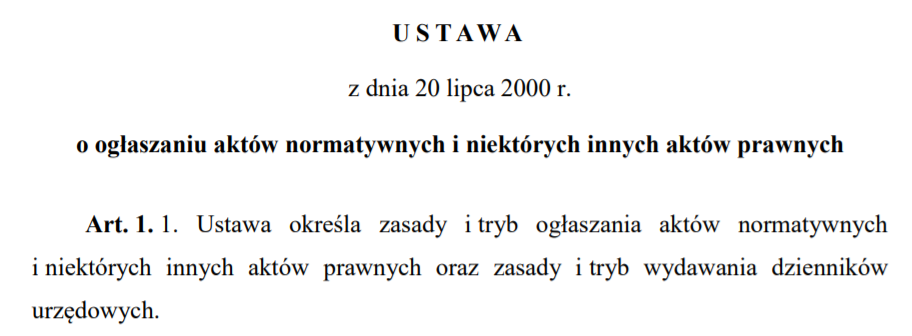 U S T A W A
z dnia 20 lipca 2000 r.
o ogłaszaniu aktów normatywnych i niektórych innych aktów prawnych
Art. 1. 1. Ustawa określa zasady i tryb ogłaszania aktów normatywnych
i niektórych innych aktów prawnych oraz zasady i tryb wydawania dzienników
urzędowych.